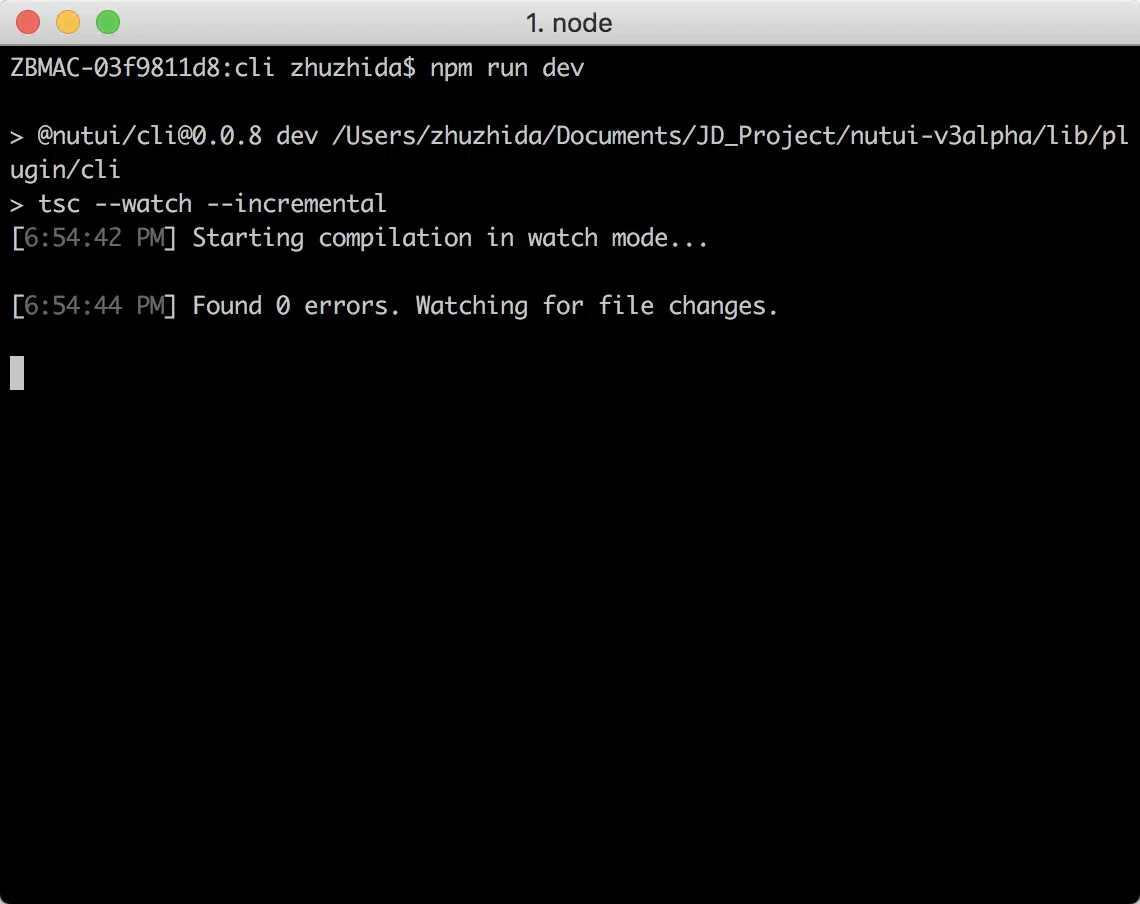 1. node
ZBMAC-03f9811d8:cli zhuzhida$ npm run dev
> @nutui/cli@0.0.8 dev /Users/zhuzhida/Documents/JD_Project/nutui-v3alpha/lib/pl
ugin/cli
> tsc --watch --incremental
[6:54:42 PM] Starting compilation in watch mode...
[6:54:44 PM] Found 0 errors. Watching for file changes.